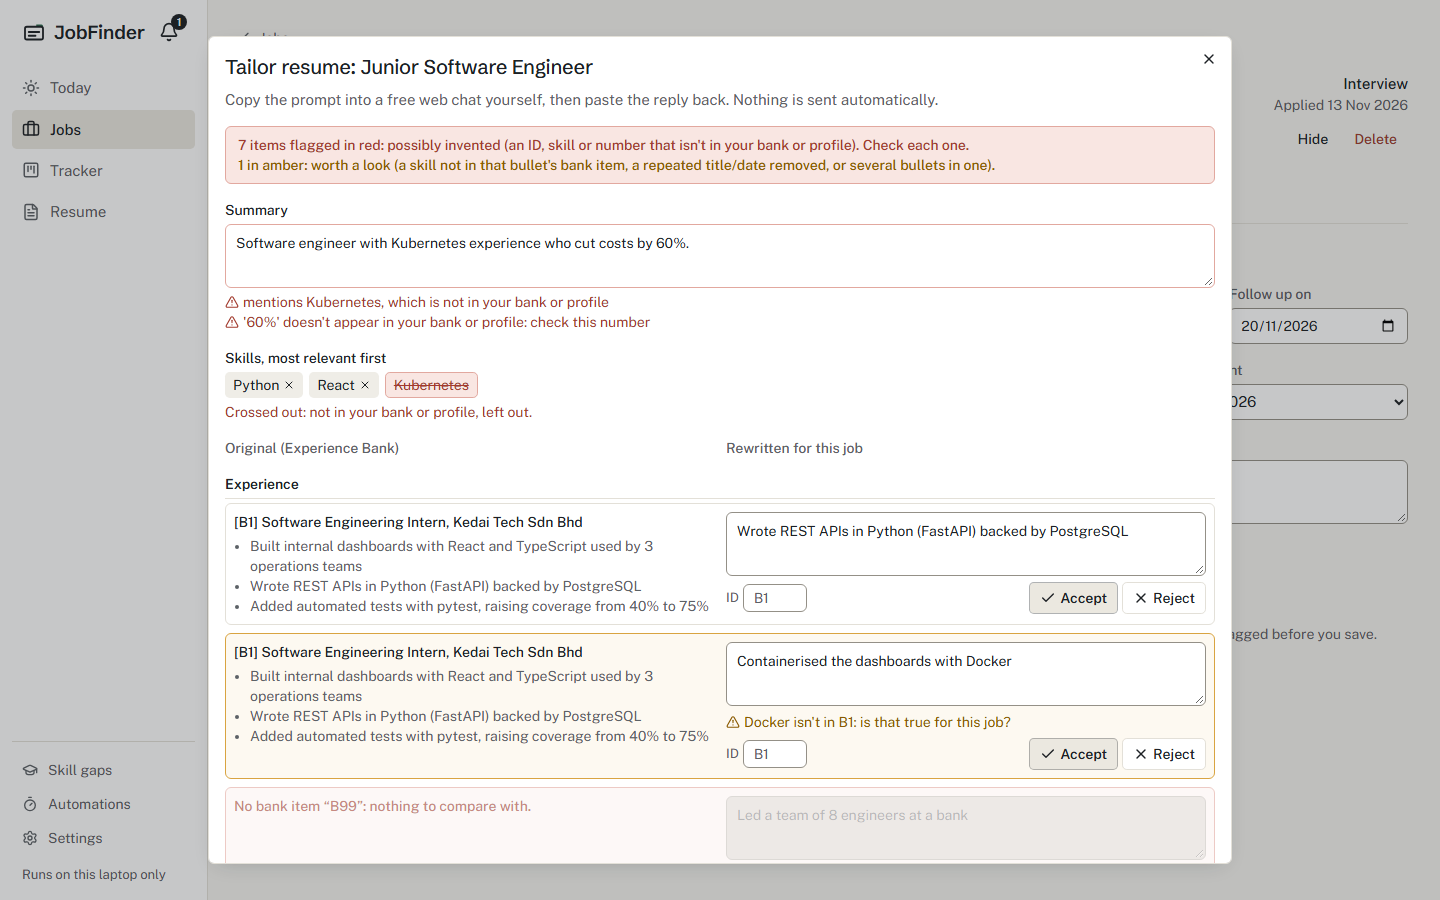 JobFinder
1
Today
Jobs
Tracker
Resume
Skill gaps
Automations
Settings
Runs on this laptop only
Interview
Applied 13 Nov 2026
Hide
Delete
Follow up on
20/11/2026
Tailor resume: Junior Software Engineer
Copy the prompt into a free web chat yourself, then paste the reply back. Nothing is sent automatically.
7 items flagged in red: possibly invented (an ID, skill or number that isn't in your bank or profile). Check each one.
1 in amber: worth a look (a skill not in that bullet's bank item, a repeated title/date removed, or several bullets in one).
Summary
Software engineer with Kubernetes experience who cut costs by 60%.
mentions Kubernetes, which is not in your bank or profile
'60%' doesn't appear in your bank or profile: check this number
Skills, most relevant first
Python
React
Kubernetes
Crossed out: not in your bank or profile, left out.
Original (Experience Bank)
Rewritten for this job
Experience
[B1] Software Engineering Intern, Kedai Tech Sdn Bhd
• Built internal dashboards with React and TypeScript used by 3
operations teams
• Wrote REST APIs in Python (FastAPI) backed by PostgreSQL
• Added automated tests with pytest, raising coverage from 40% to 75%
Wrote REST APIs in Python (FastAPI) backed by PostgreSQL
ID B1
Accept
Reject
[B1] Software Engineering Intern, Kedai Tech Sdn Bhd
• Built internal dashboards with React and TypeScript used by 3
operations teams
• Wrote REST APIs in Python (FastAPI) backed by PostgreSQL
• Added automated tests with pytest, raising coverage from 40% to 75%
Containerised the dashboards with Docker
Docker isn't in B1: is that true for this job?
ID B1
Accept
Reject
No bank item “B99”: nothing to compare with.
Led a team of 8 engineers at a bank
before you save.